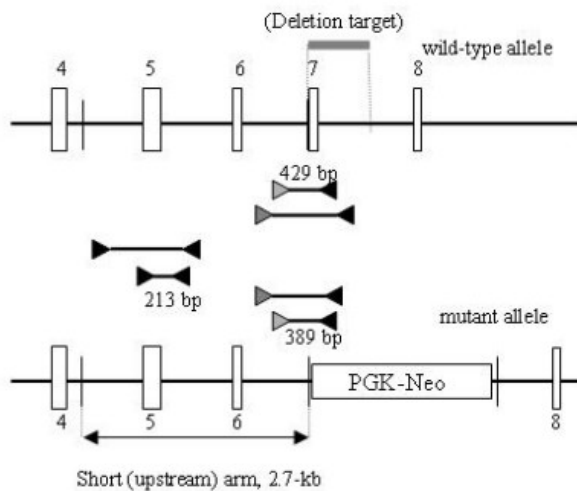 (Deletion target)
wild-type allele
4 5 6 7 8
429 bp
213 bp
389 bp
mutant allele
PGK-Neo
4 5 6 8
Short (upstream) arm, 2.7-kb